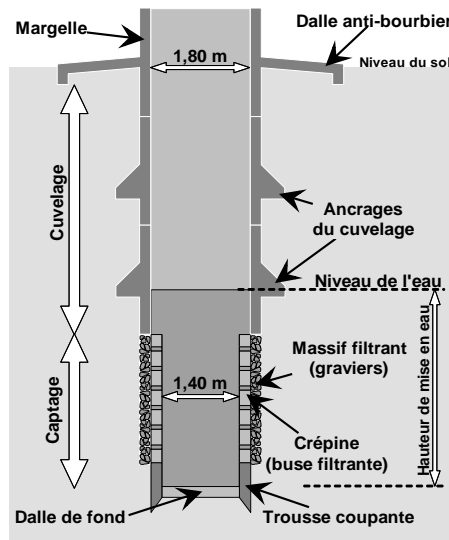 Margelle
Dalle anti-bourbier
1,80 m
Niveau du sol
Cuvelage
Ancrages
du cuvelage
Niveau de l'eau
Hauteur de mise en eau
Massif filtrant
(graviers)
1,40 m
Captage
Crépine
(buse filtrante)
Dalle de fond
Trousse coupante